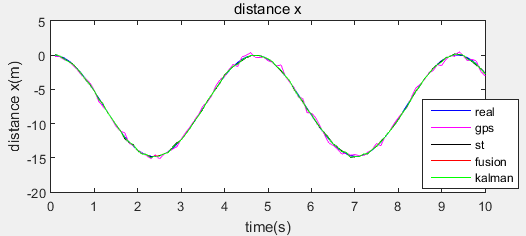 distance x
5
0
-5
-10
-15
-20
distance x(m)
0 1 2 3 4 5 6 7 8 9 10
time(s)
real
gps
st
fusion
kalman